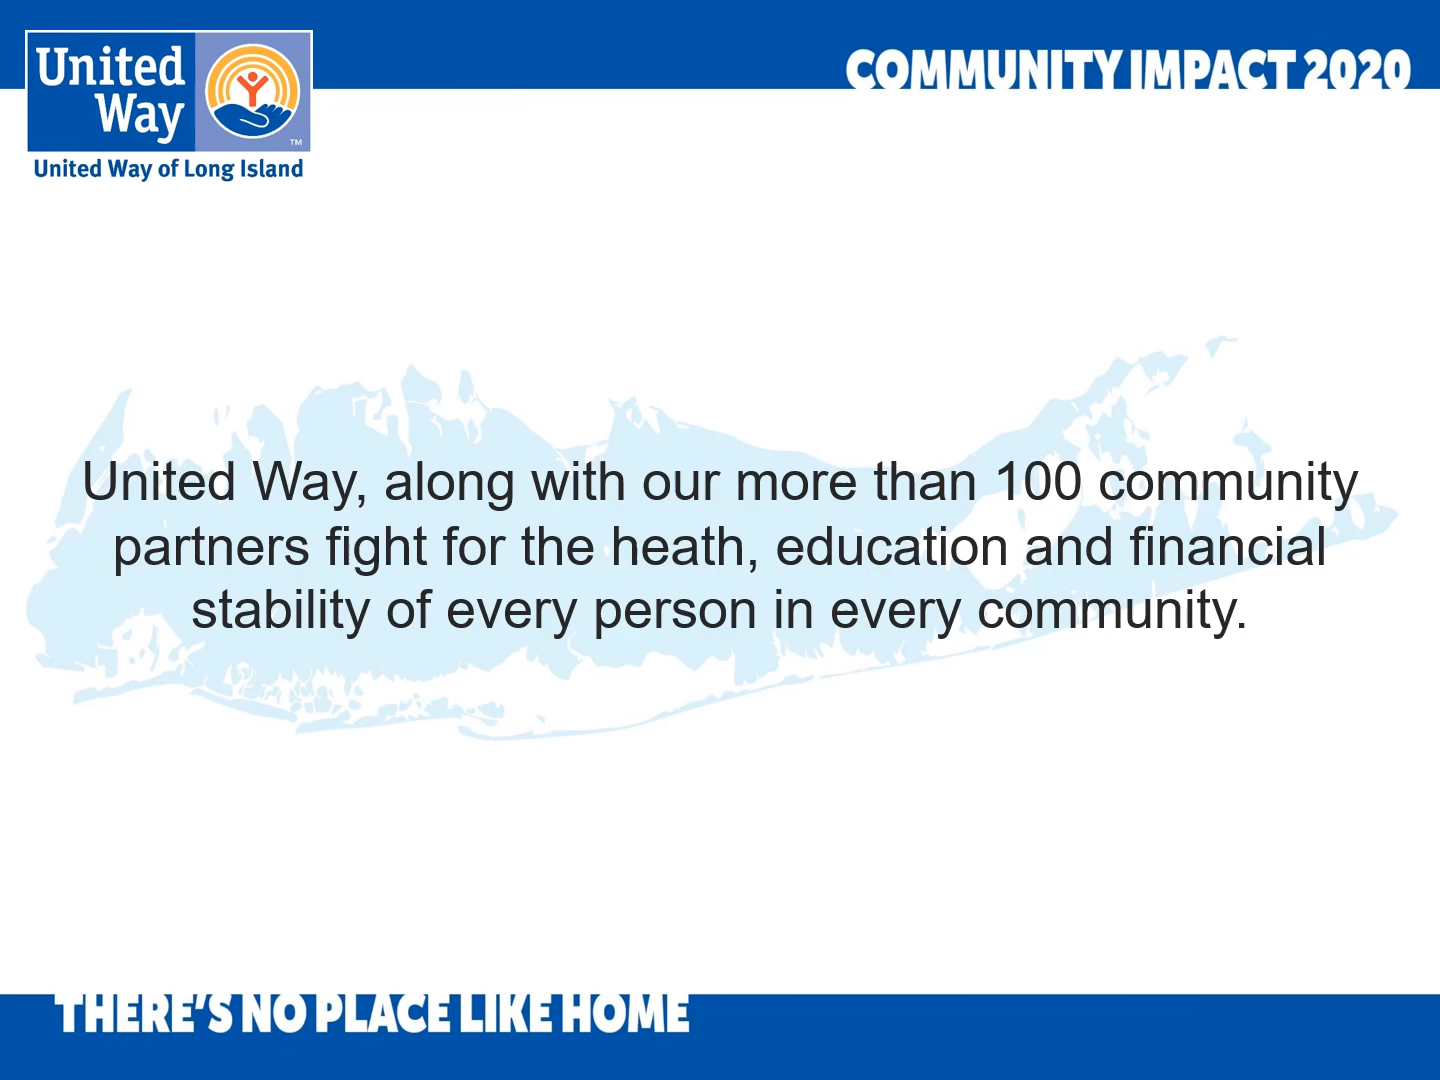 United
Way
TM
United Way of Long Island
COMMUNITY IMPACT 2020
United Way, along with our more than 100 community
partners fight for the heath, education and financial
stability of every person in every community.
THERE'S NO PLACE LIKE HOME